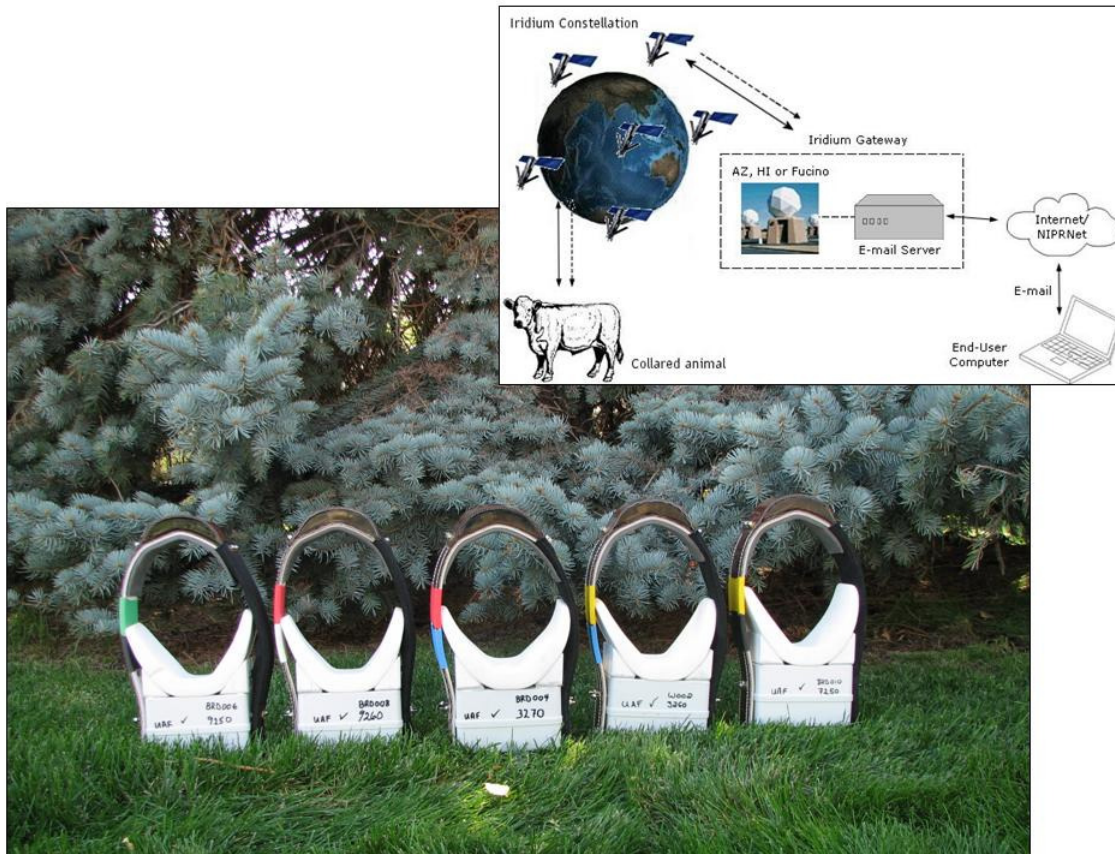 Iridium Constellation
Iridium Gateway
AZ, HI or Fucino
E-mail Server
Internet/
NIPRNet
E-mail
End-User
Computer
Collared animal
BRD006
UAF ✓ 9150
BRD008
UAF ✓ 9260
BRD004
UAF ✓ 3270
W002
UAF ✓ 3260
BRD010
UAF ✓ 7250